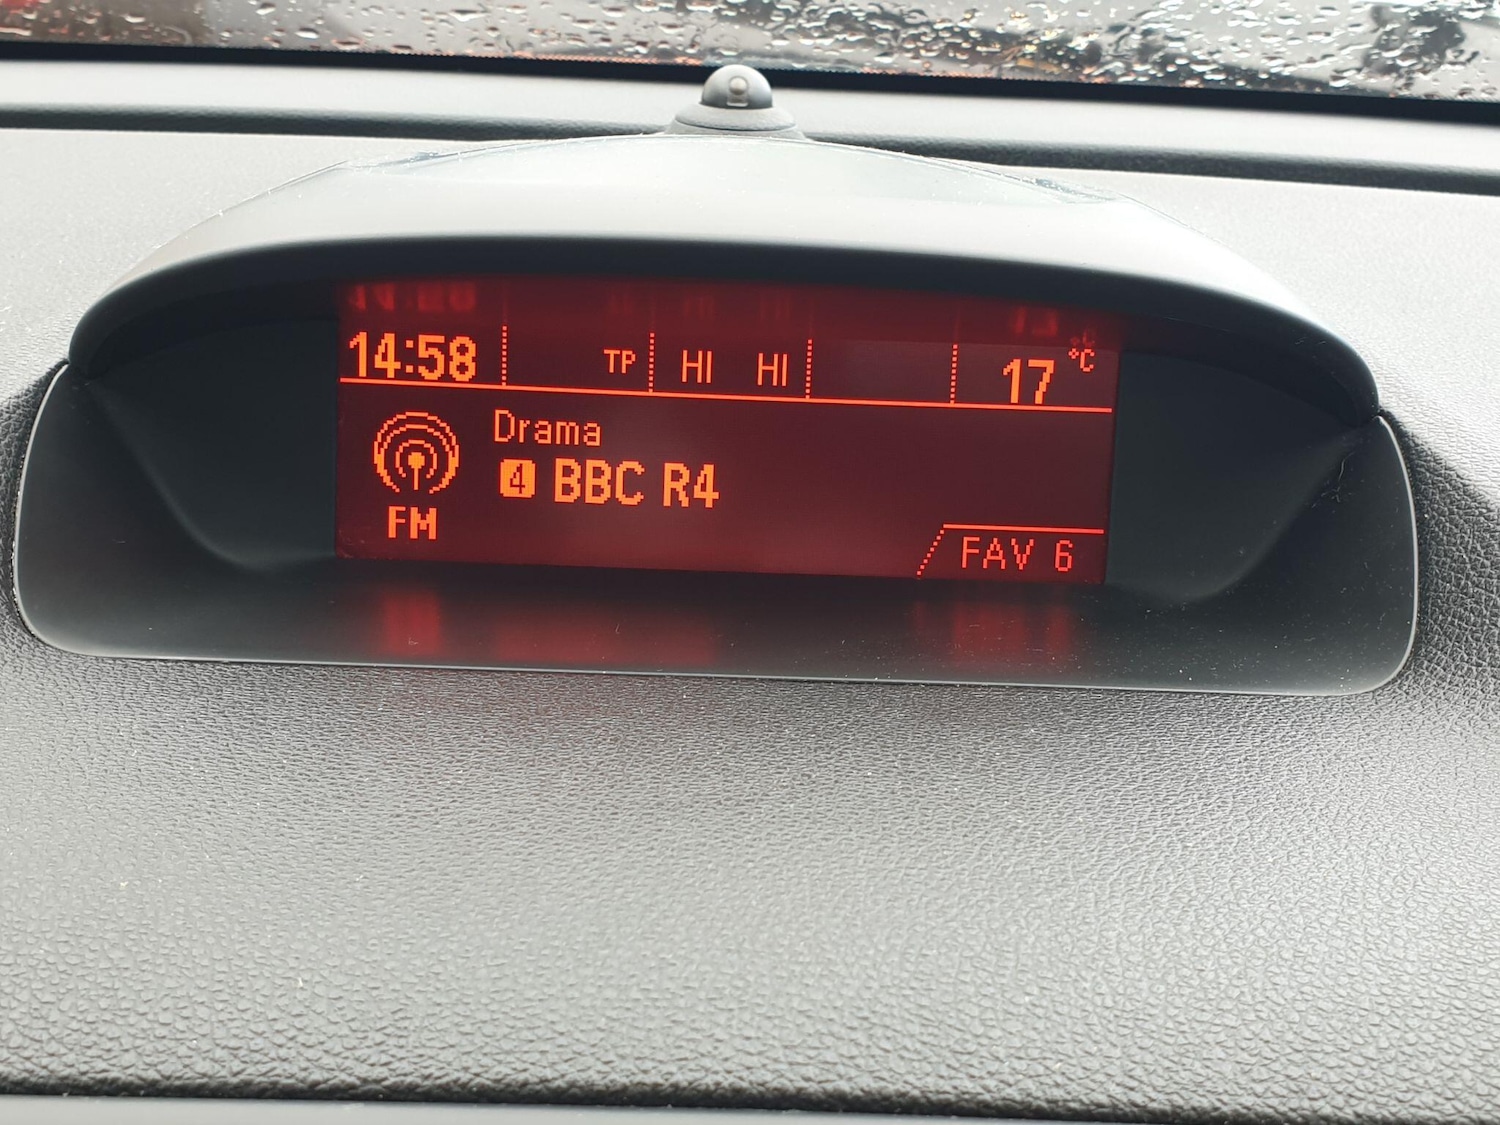 14:58 TP HI HI 17 °C
Drama
4 BBC R4
FM
FAV 6